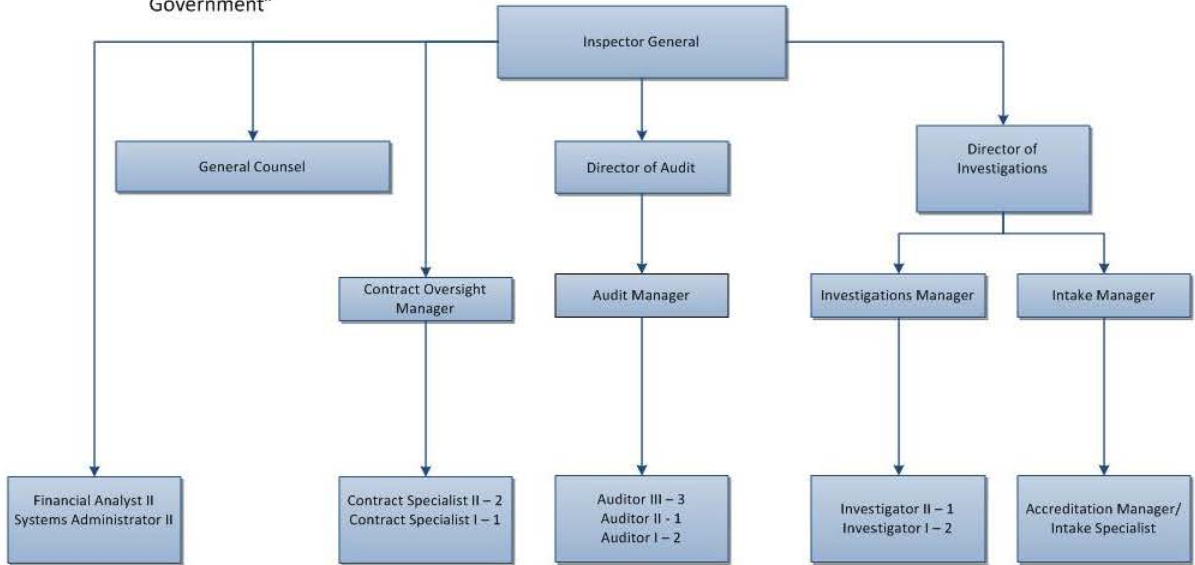 Government"
Inspector General
General Counsel
Director of Audit
Director of
Investigations
Contract Oversight
Manager
Audit Manager
Investigations Manager
Intake Manager
Financial Analyst II
Systems Administrator II
Contract Specialist II – 2
Contract Specialist I – 1
Auditor III – 3
Auditor II - 1
Auditor I – 2
Investigator II – 1
Investigator I – 2
Accreditation Manager/
Intake Specialist